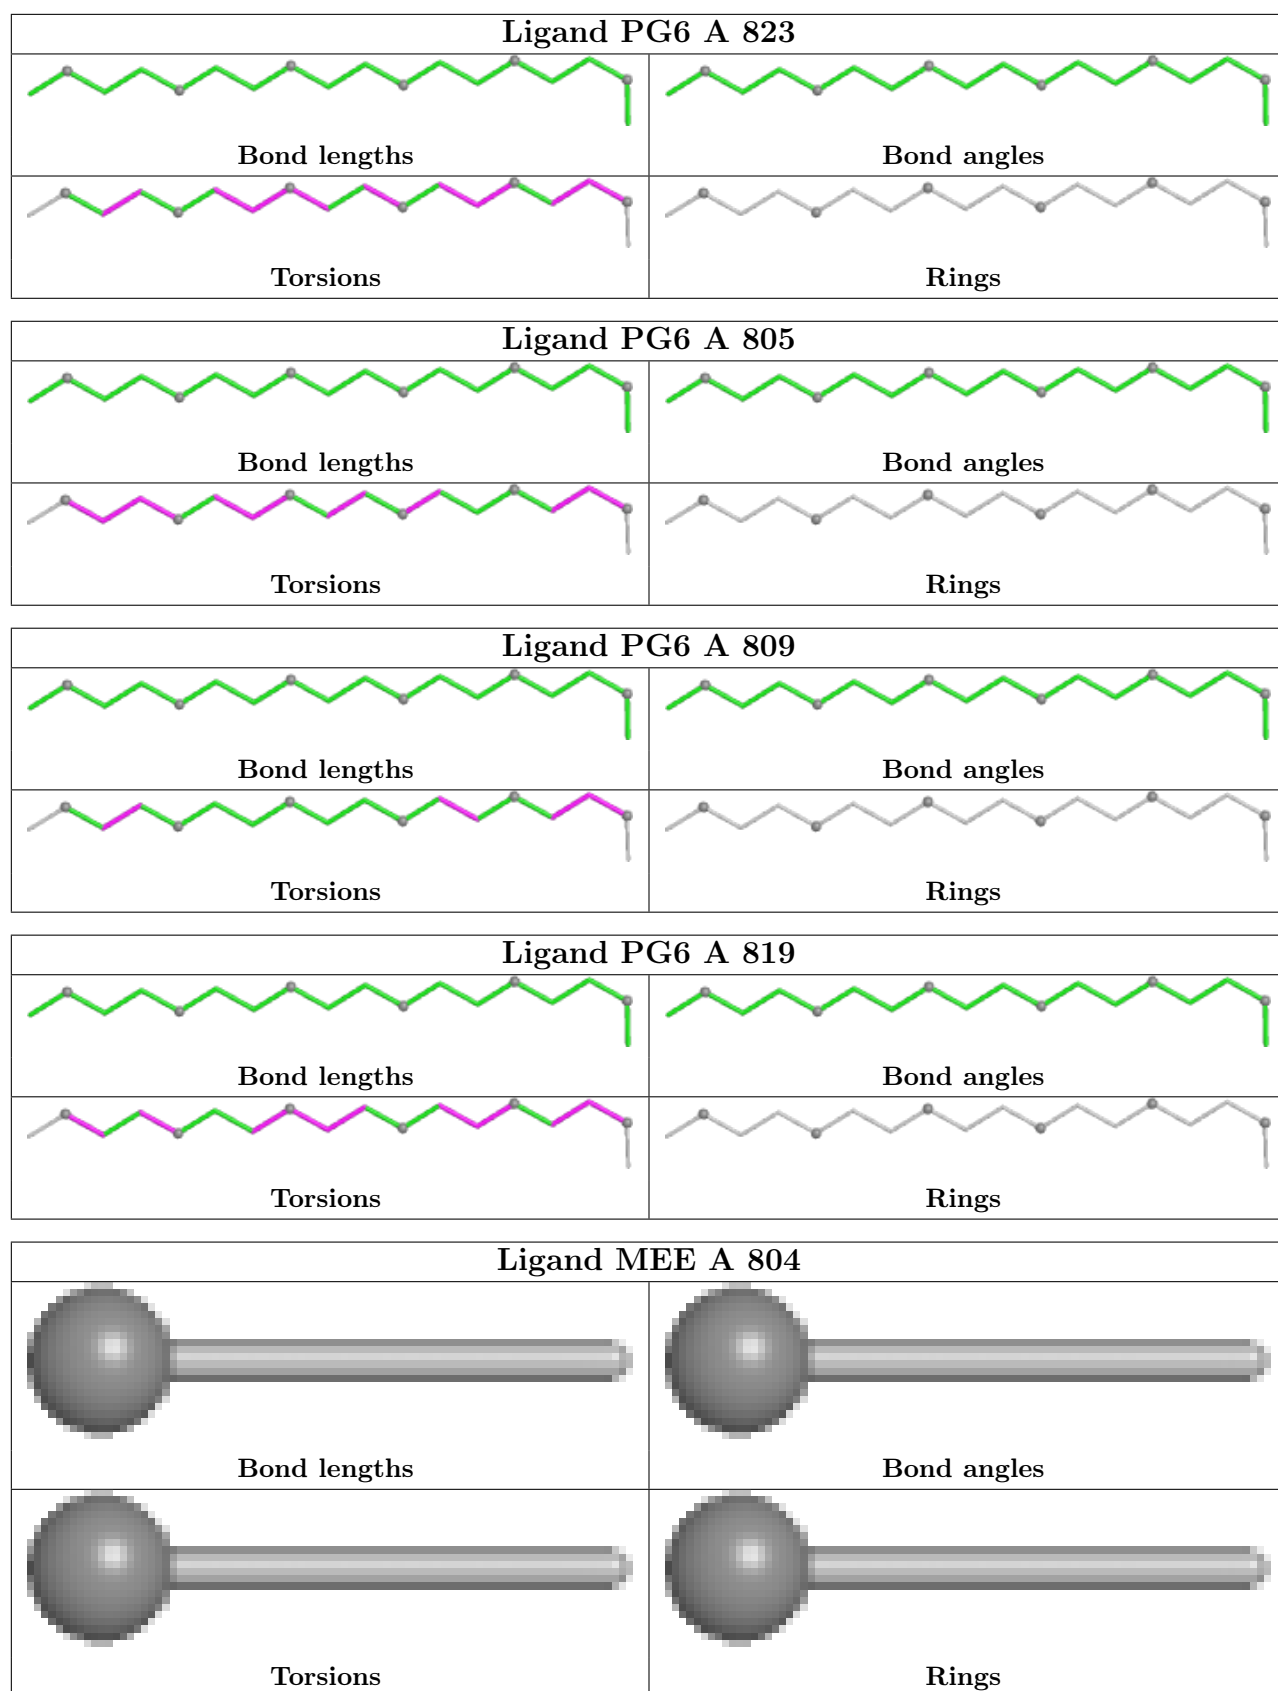 Ligand PG6 A 823
Bond lengths
Bond angles
Torsions
Rings
Ligand PG6 A 805
Bond lengths
Bond angles
Torsions
Rings
Ligand PG6 A 809
Bond lengths
Bond angles
Torsions
Rings
Ligand PG6 A 819
Bond lengths
Bond angles
Torsions
Rings
Ligand MEE A 804
Bond lengths
Bond angles
Torsions
Rings